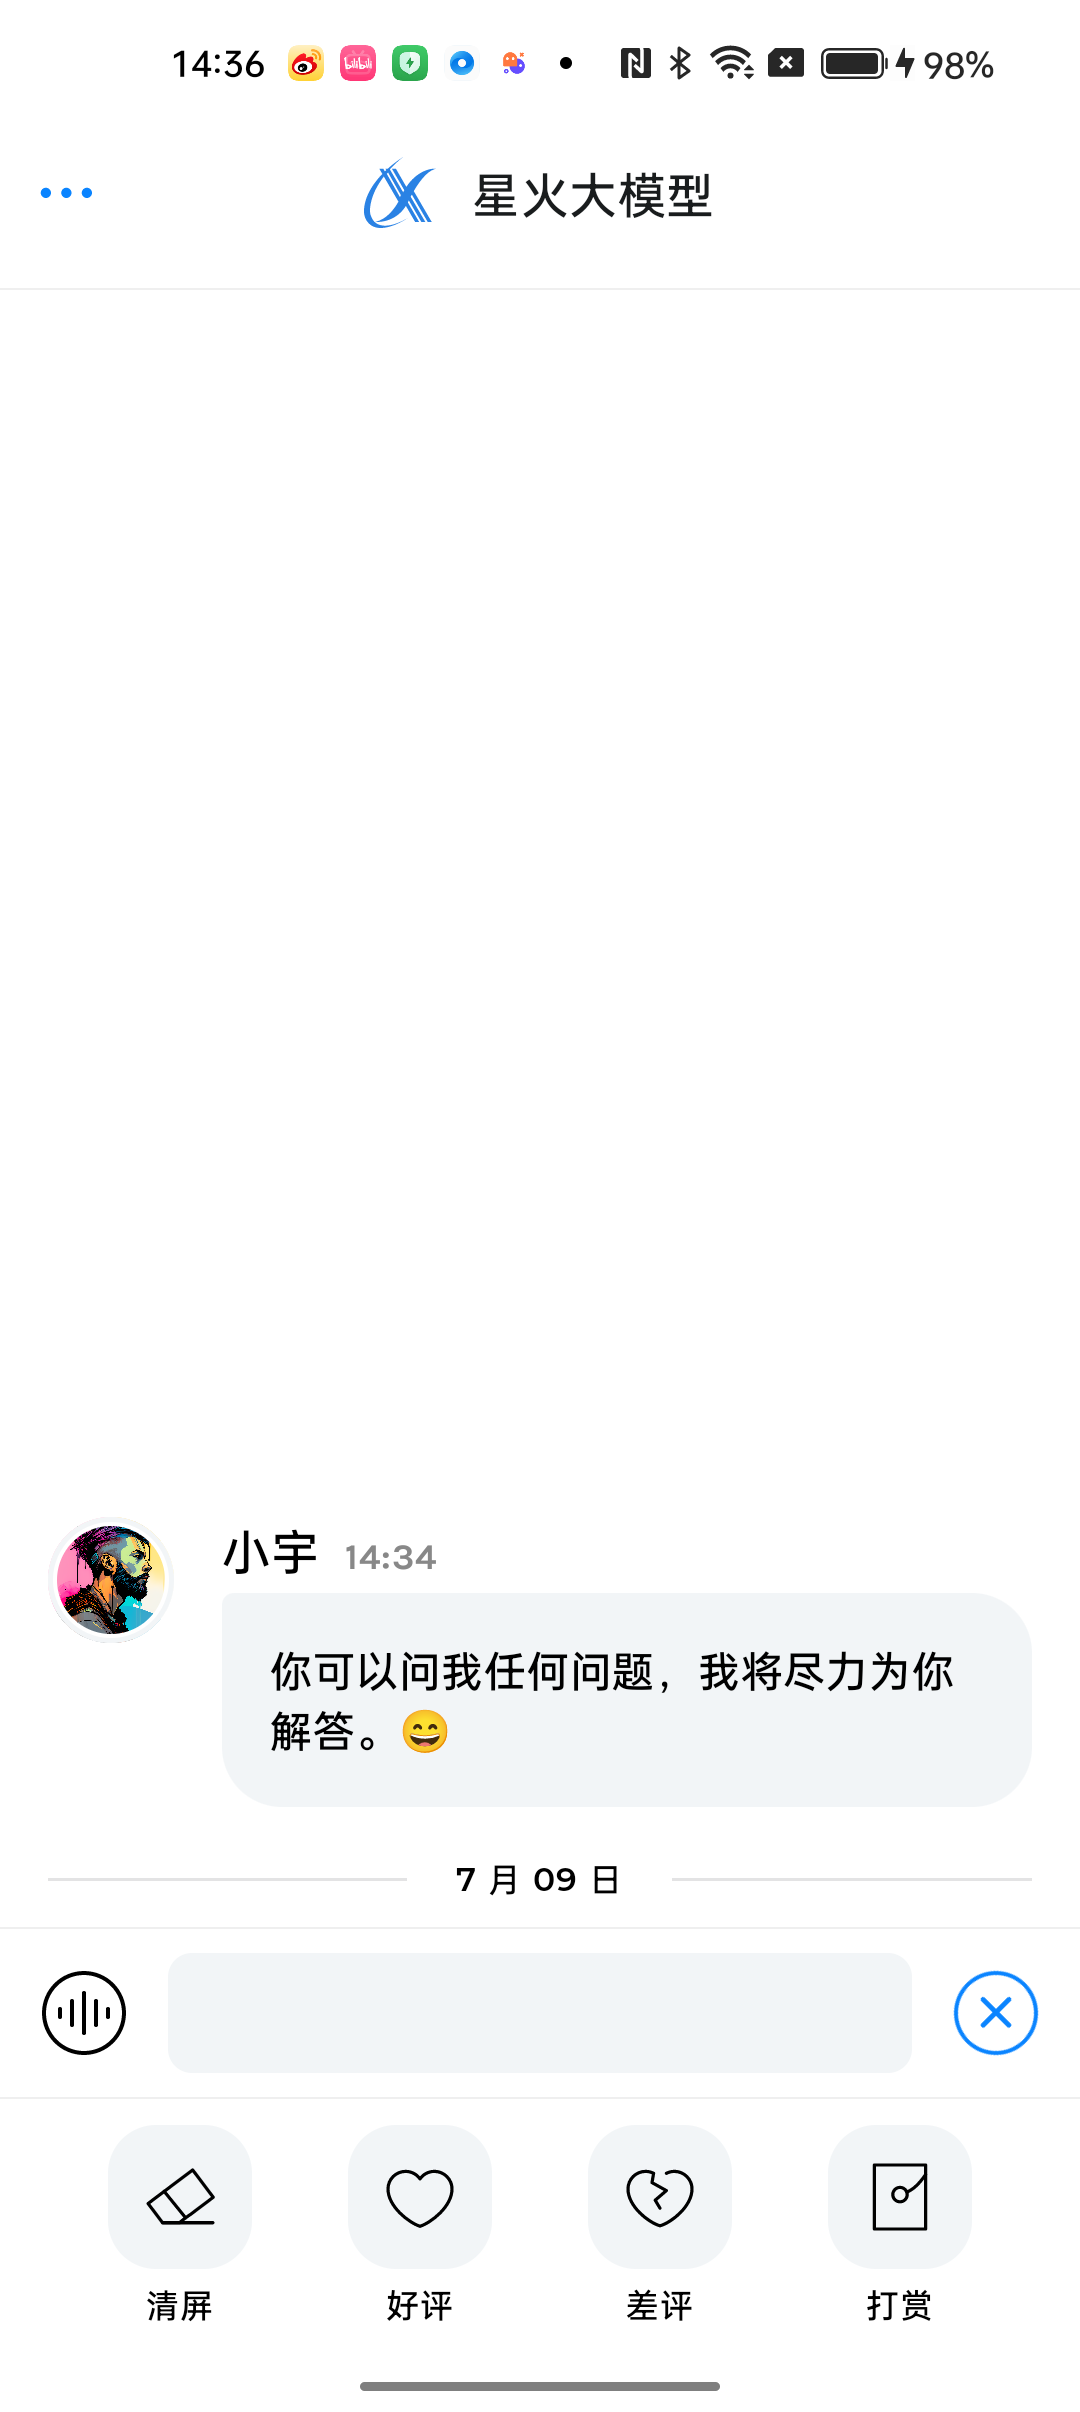 14:36
bilibili
98%
星火大模型
小宇 14:34
你可以问我任何问题，我将尽力为你
解答。😄
7 月 09 日
清屏 好评 差评 打赏